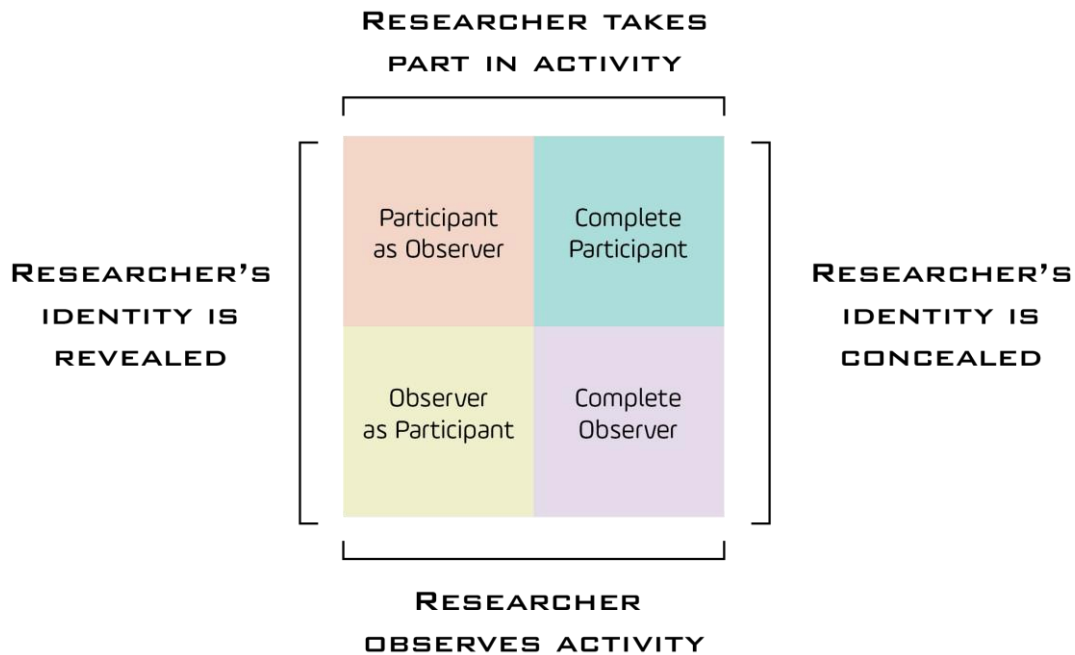 Researcher takes
part in activity
Participant
as Observer
Complete
Participant
Researcher's
identity is
revealed
Researcher's
identity is
concealed
Observer
as Participant
Complete
Observer
Researcher
observes activity